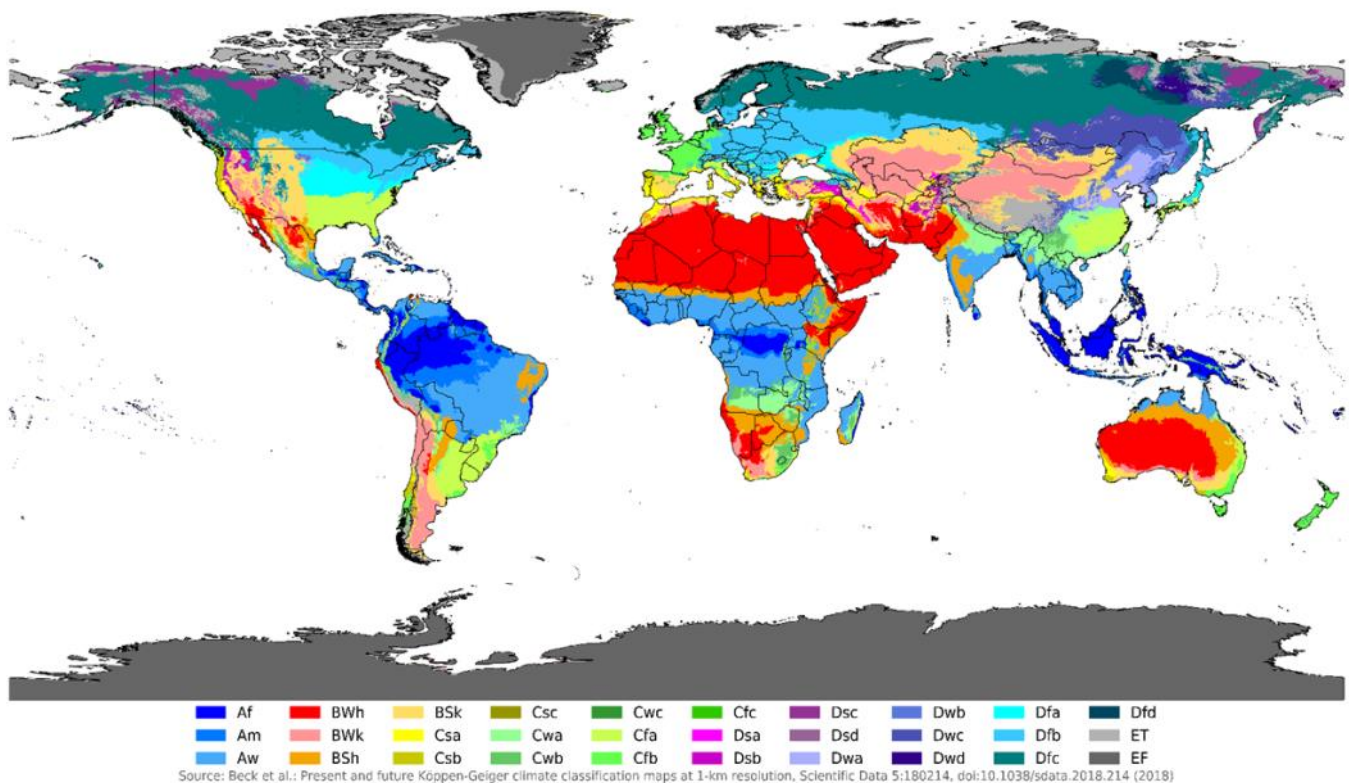 Af BWh BSk Csc Cwc Cfc Dsc Dwb Dfa Dfd
Am BWk Csa Cwa Cfa Dsa Dsd Dwc Dfb ET
Aw BSh Csb Cwb Cfb Dsb Dwa Dwd Dfc EF
Source: Beck et al.: Present and future Köppen-Geiger climate classification maps at 1-km resolution, Scientific Data 5:180214, doi:10.1038/sdata.2018.214 (2018)